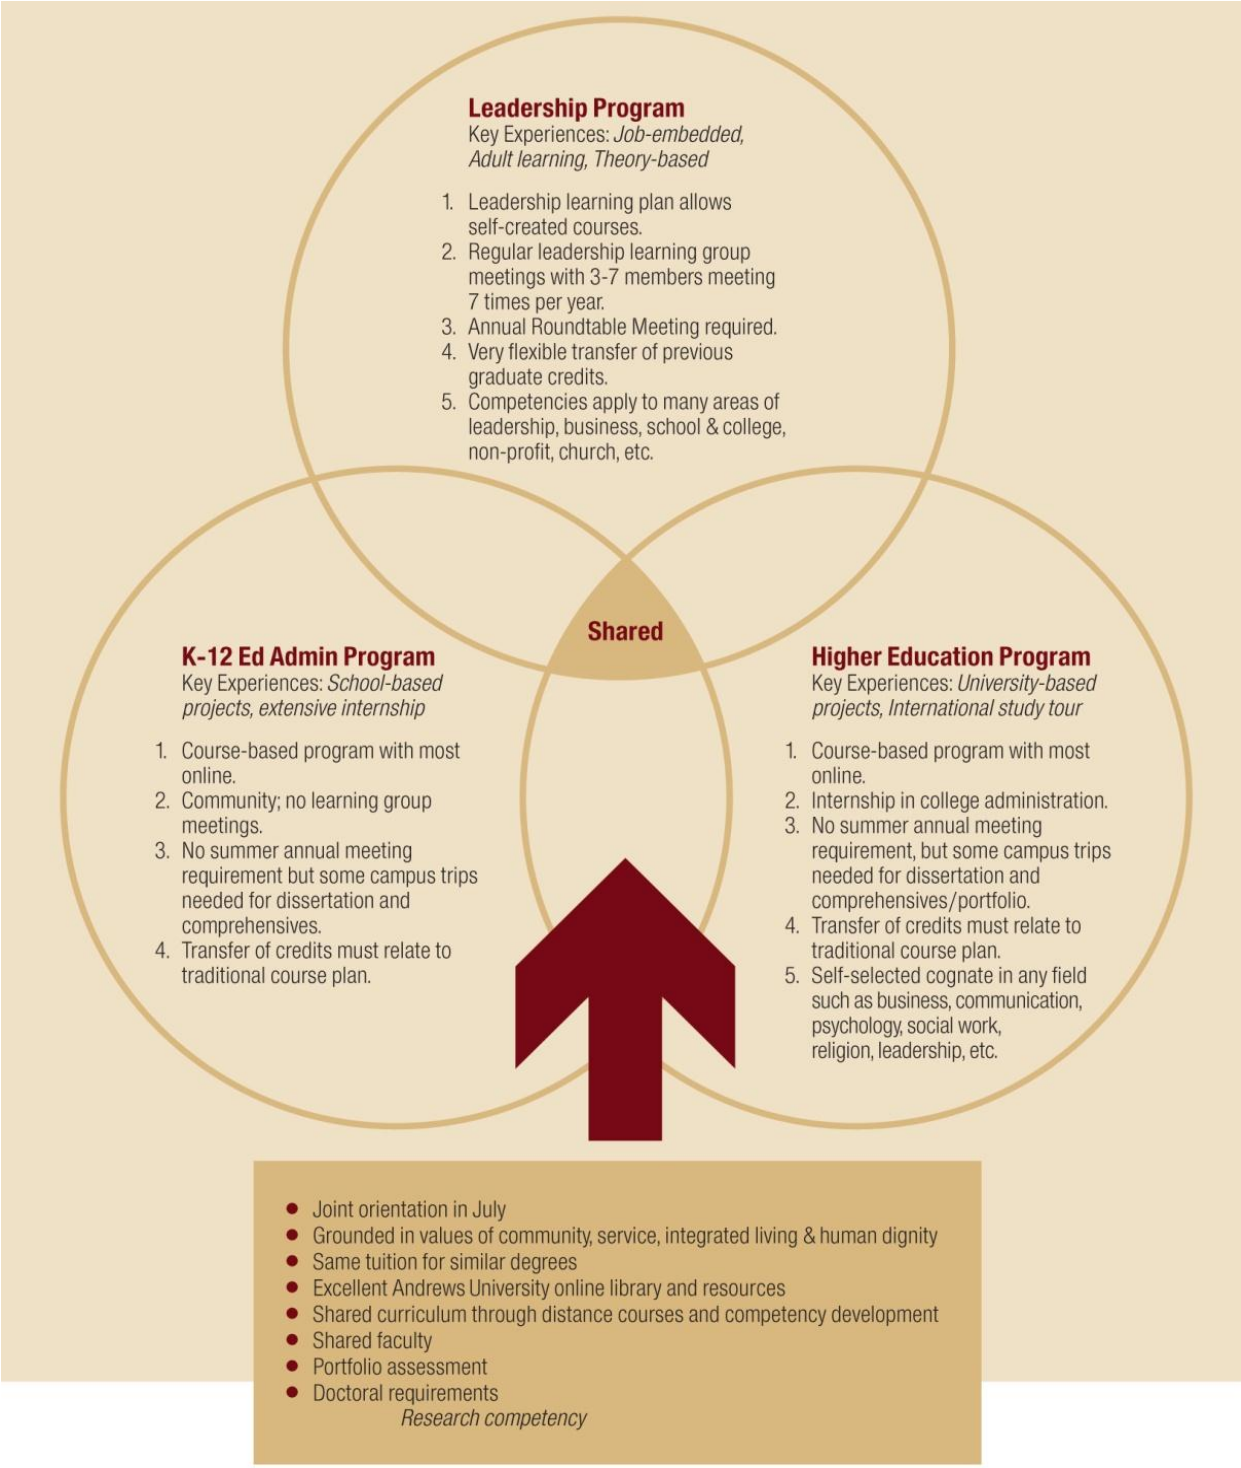 Leadership Program
Key Experiences: Job-embedded,
Adult learning, Theory-based
1. Leadership learning plan allows
self-created courses.
2. Regular leadership learning group
meetings with 3-7 members meeting
7 times per year.
3. Annual Roundtable Meeting required.
4. Very flexible transfer of previous
graduate credits.
5. Competencies apply to many areas of
leadership, business, school & college,
non-profit, church, etc.
Shared
K-12 Ed Admin Program
Key Experiences: School-based
projects, extensive internship
1. Course-based program with most
online.
2. Community; no learning group
meetings.
3. No summer annual meeting
requirement but some campus trips
needed for dissertation and
comprehensives.
4. Transfer of credits must relate to
traditional course plan.
Higher Education Program
Key Experiences: University-based
projects, International study tour
1. Course-based program with most
online.
2. Internship in college administration.
3. No summer annual meeting
requirement, but some campus trips
needed for dissertation and
comprehensives/portfolio.
4. Transfer of credits must relate to
traditional course plan.
5. Self-selected cognate in any field
such as business, communication,
psychology, social work,
religion, leadership, etc.
● Joint orientation in July
● Grounded in values of community, service, integrated living & human dignity
● Same tuition for similar degrees
● Excellent Andrews University online library and resources
● Shared curriculum through distance courses and competency development
● Shared faculty
● Portfolio assessment
● Doctoral requirements
Research competency